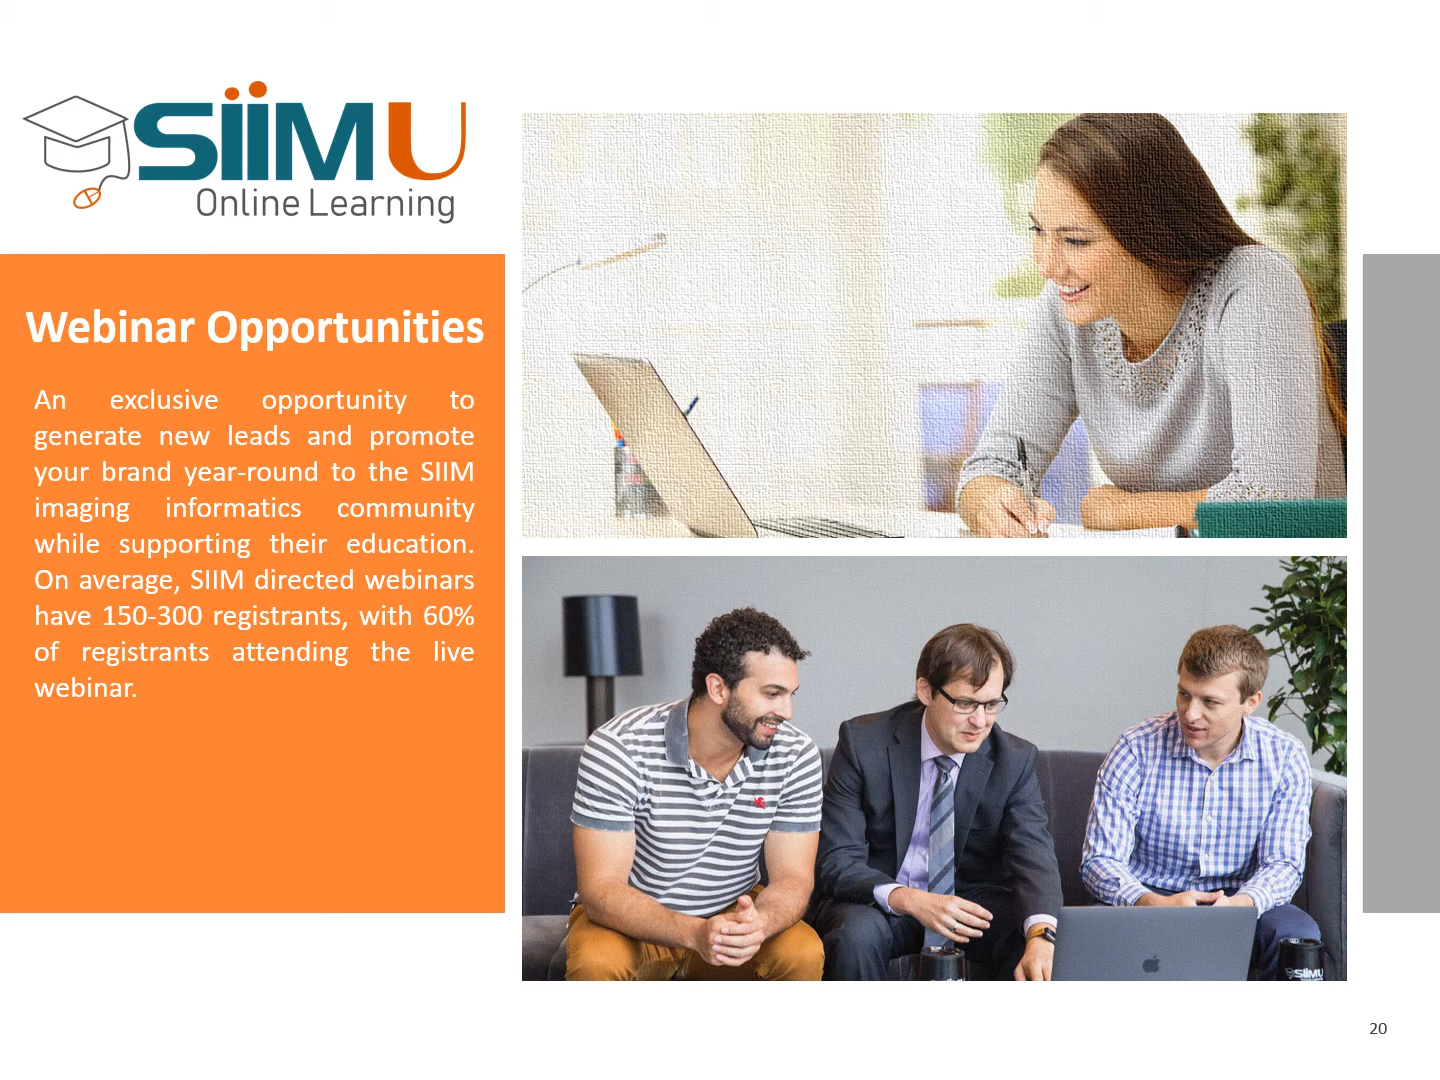 SiiM U
Online Learning
Webinar Opportunities
An exclusive opportunity to
generate new leads and promote
your brand year-round to the SIIM
imaging informatics community
while supporting their education.
On average, SIIM directed webinars
have 150-300 registrants, with 60%
of registrants attending the live
webinar.
SiiMU
20